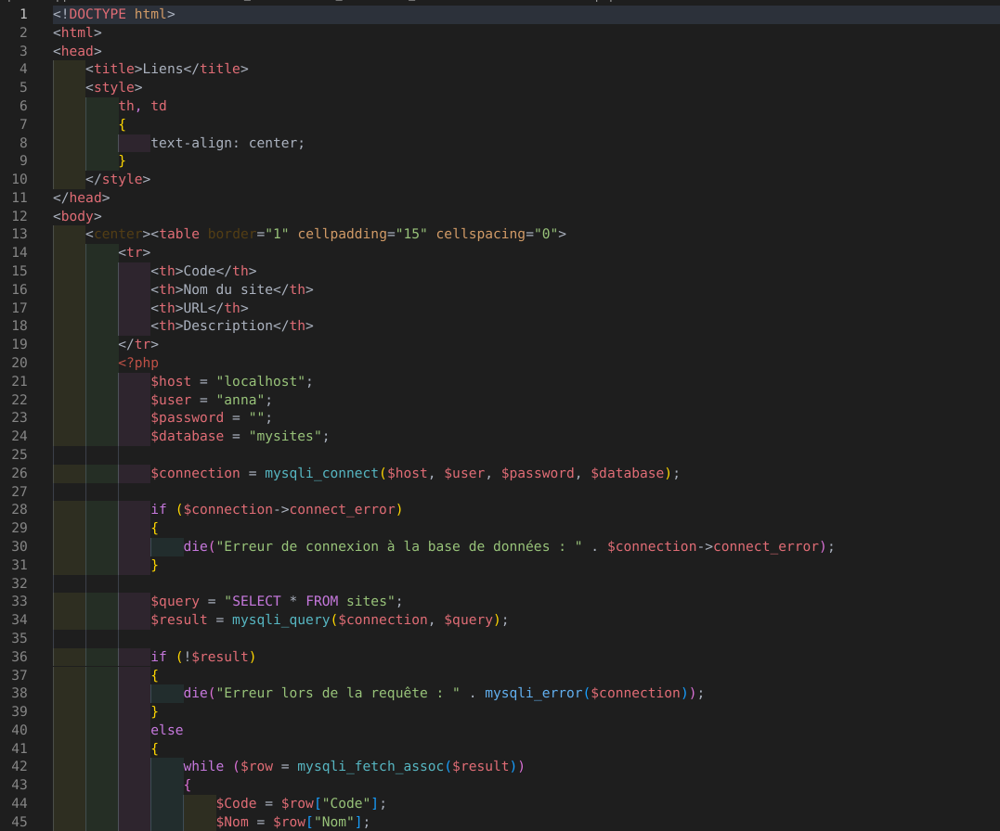 1 <!DOCTYPE html>
2 <html>
3 <head>
4 <title>Liens</title>
5 <style>
6 th, td
7 {
8 text-align: center;
9 }
10 </style>
11 </head>
12 <body>
13 <center><table border="1" cellpadding="15" cellspacing="0">
14 <tr>
15 <th>Code</th>
16 <th>Nom du site</th>
17 <th>URL</th>
18 <th>Description</th>
19 </tr>
20 <?php
21 $host = "localhost";
22 $user = "anna";
23 $password = "";
24 $database = "mysites";
25
26 $connection = mysqli_connect($host, $user, $password, $database);
27
28 if ($connection->connect_error)
29 {
30 die("Erreur de connexion à la base de données : " . $connection->connect_error);
31 }
32
33 $query = "SELECT * FROM sites";
34 $result = mysqli_query($connection, $query);
35
36 if (!$result)
37 {
38 die("Erreur lors de la requête : " . mysqli_error($connection));
39 }
40 else
41 {
42 while ($row = mysqli_fetch_assoc($result))
43 {
44 $Code = $row["Code"];
45 $Nom = $row["Nom"];